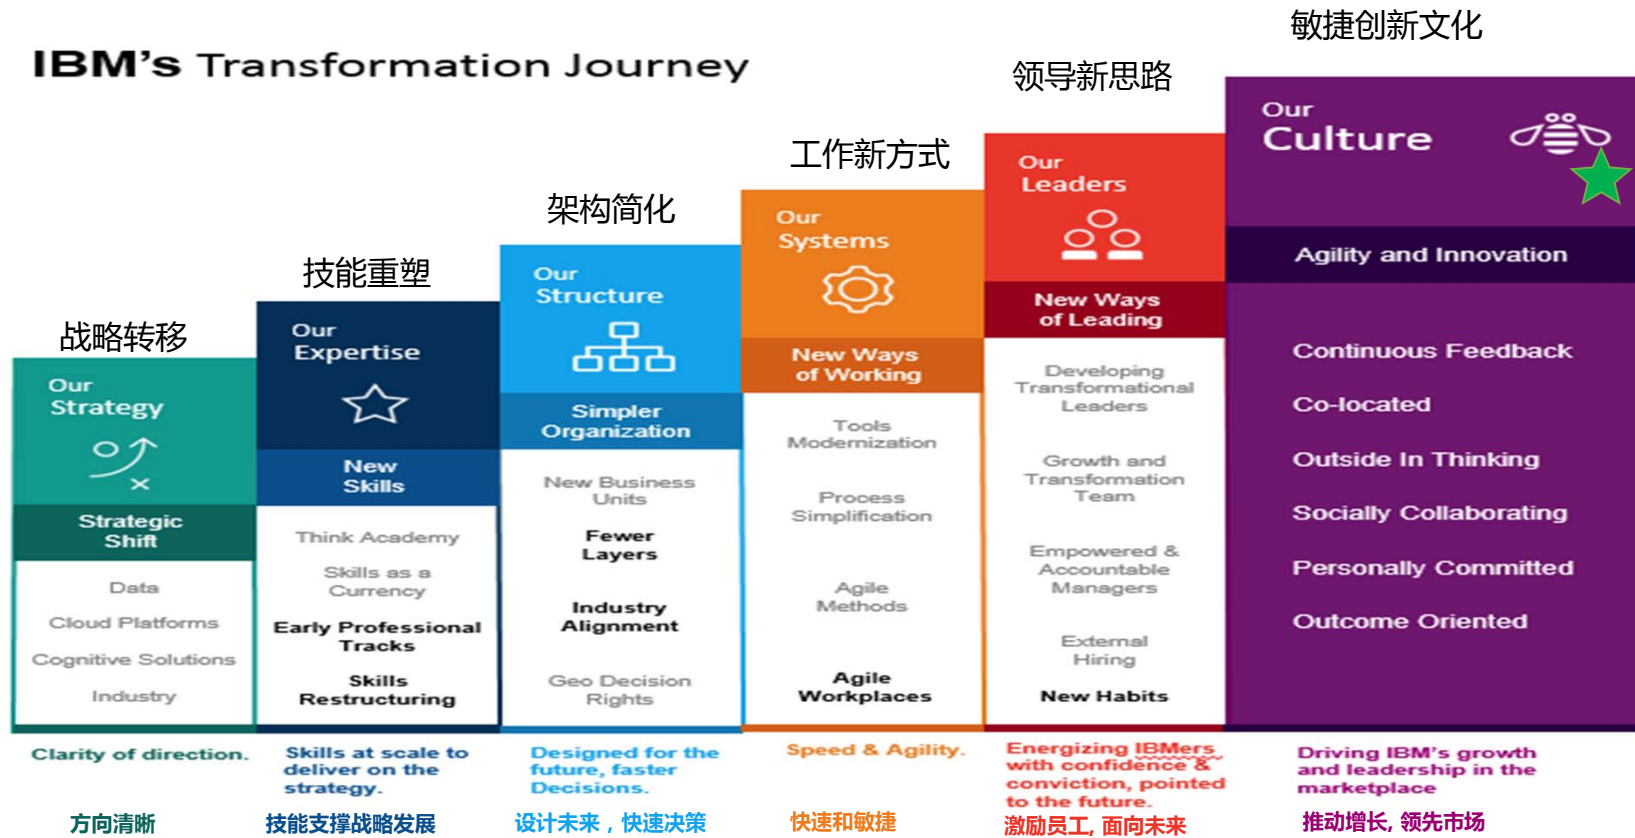 IBM's Transformation Journey
战略转移
Our
Strategy
Strategic
Shift
Data
Cloud Platforms
Cognitive Solutions
Industry
Clarity of direction.
方向清晰
技能重塑
Our
Expertise
New
Skills
Think Academy
Skills as a
Currency
Early Professional
Tracks
Skills
Restructuring
Skills at scale to
deliver on the
strategy.
技能支撑战略发展
架构简化
Our
Structure
Simpler
Organization
New Business
Units
Fewer
Layers
Industry
Alignment
Geo Decision
Rights
Designed for the
future, faster
Decisions.
设计未来，快速决策
工作新方式
Our
Systems
New Ways
of Working
Tools
Modernization
Process
Simplification
Agile
Methods
Agile
Workplaces
Speed & Agility.
快速和敏捷
领导新思路
Our
Leaders
New Ways
of Leading
Developing
Transformational
Leaders
Growth and
Transformation
Team
Empowered &
Accountable
Managers
External
Hiring
New Habits
Energizing IBMers
with confidence &
conviction, pointed
to the future.
激励员工, 面向未来
敏捷创新文化
Our
Culture
Agility and Innovation
Continuous Feedback
Co-located
Outside In Thinking
Socially Collaborating
Personally Committed
Outcome Oriented
Driving IBM's growth
and leadership in the
marketplace
推动增长, 领先市场